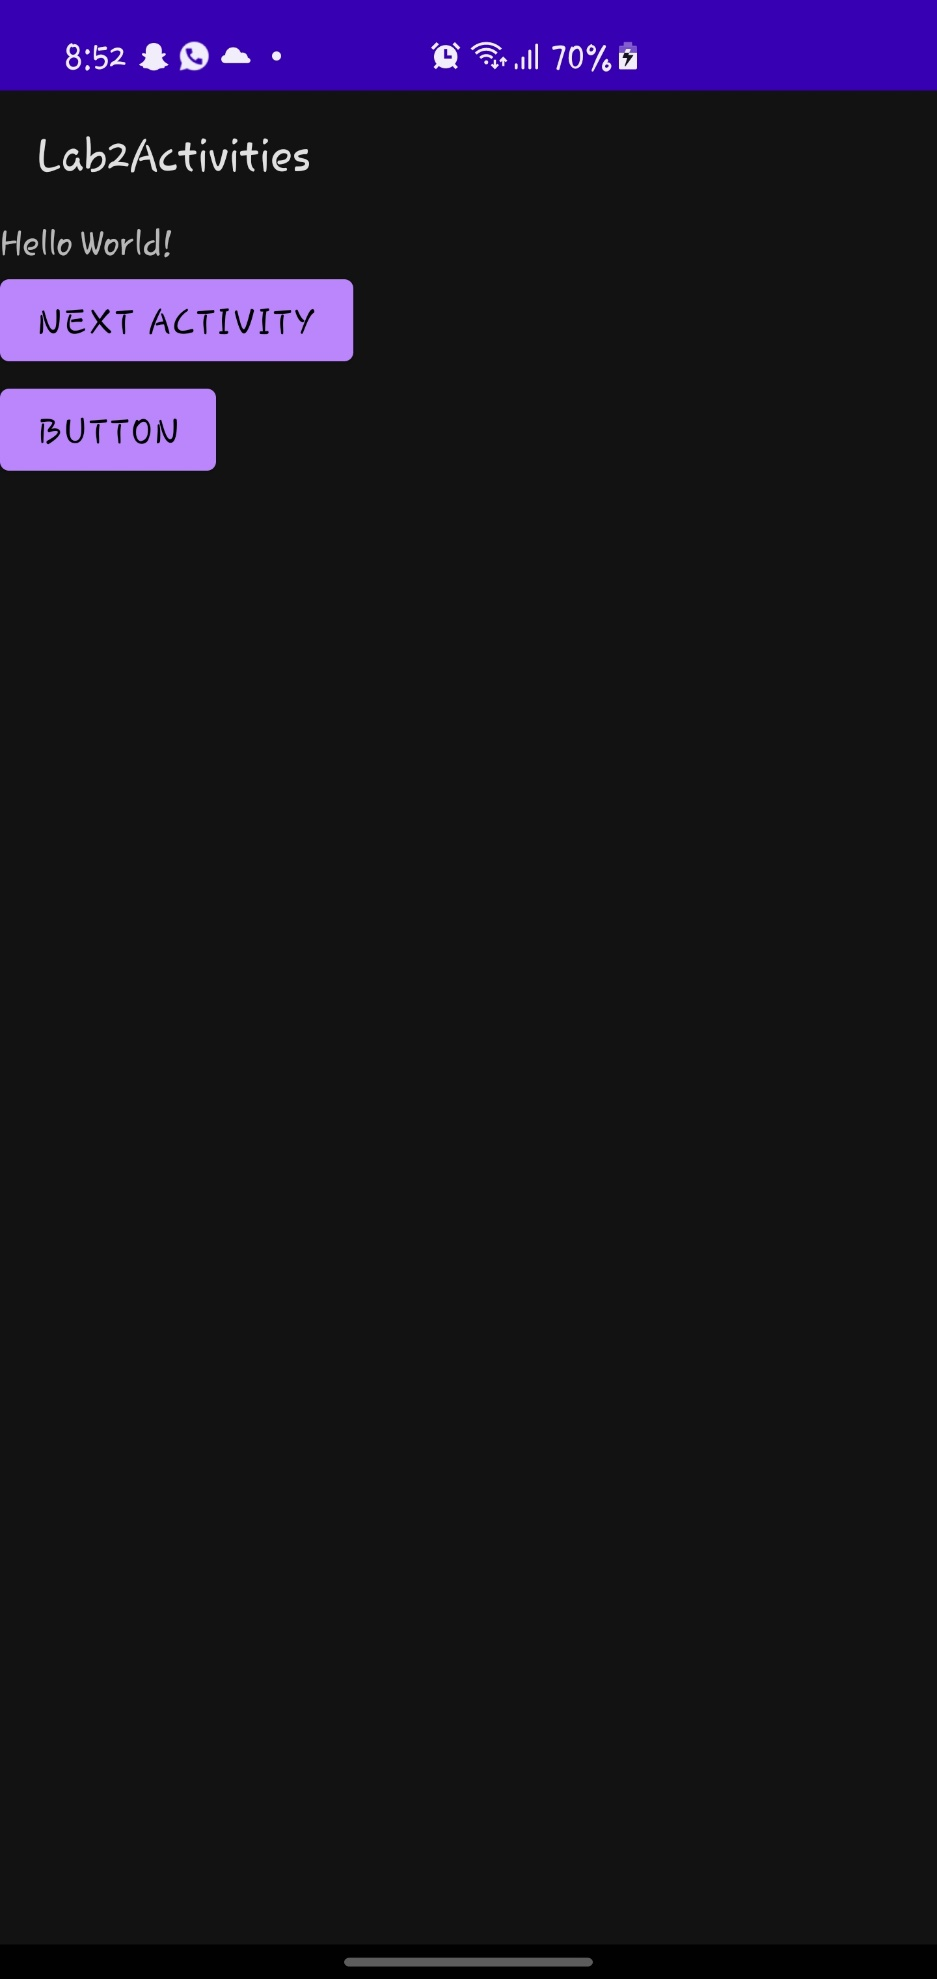 8:52 70%
Lab2Activities
Hello World!
NEXT ACTIVITY
BUTTON